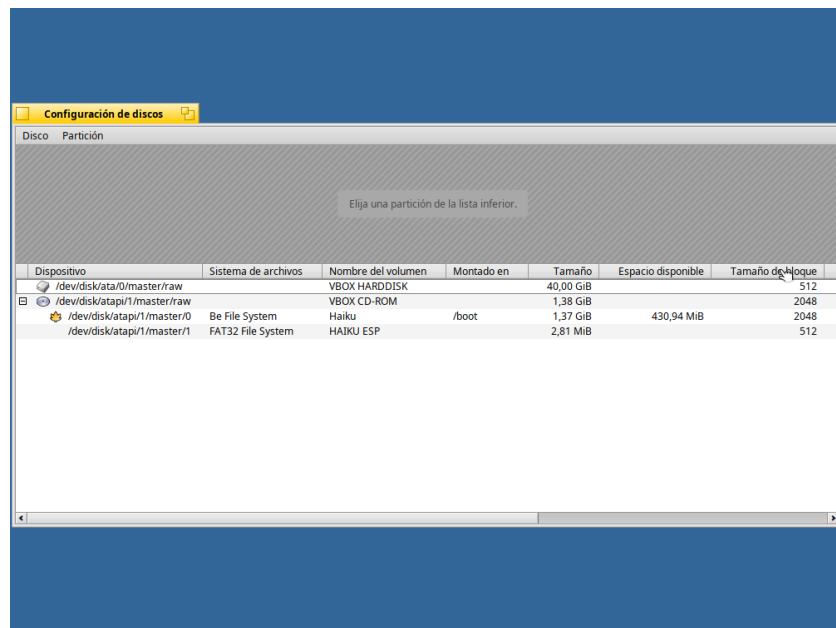 Configuración de discos
Disco Partición
Elija una partición de la lista inferior.
Dispositivo Sistema de archivos Nombre del volumen Montado en Tamaño Espacio disponible Tamaño de bloque
/dev/disk/ata/0/master/raw VBOX HARDDISK 40,00 GiB 512
/dev/disk/atapi/1/master/raw VBOX CD-ROM 1,38 GiB 2048
/dev/disk/atapi/1/master/0 Be File System Haiku /boot 1,37 GiB 430,94 MiB 2048
/dev/disk/atapi/1/master/1 FAT32 File System HAIKU ESP 2,81 MiB 512